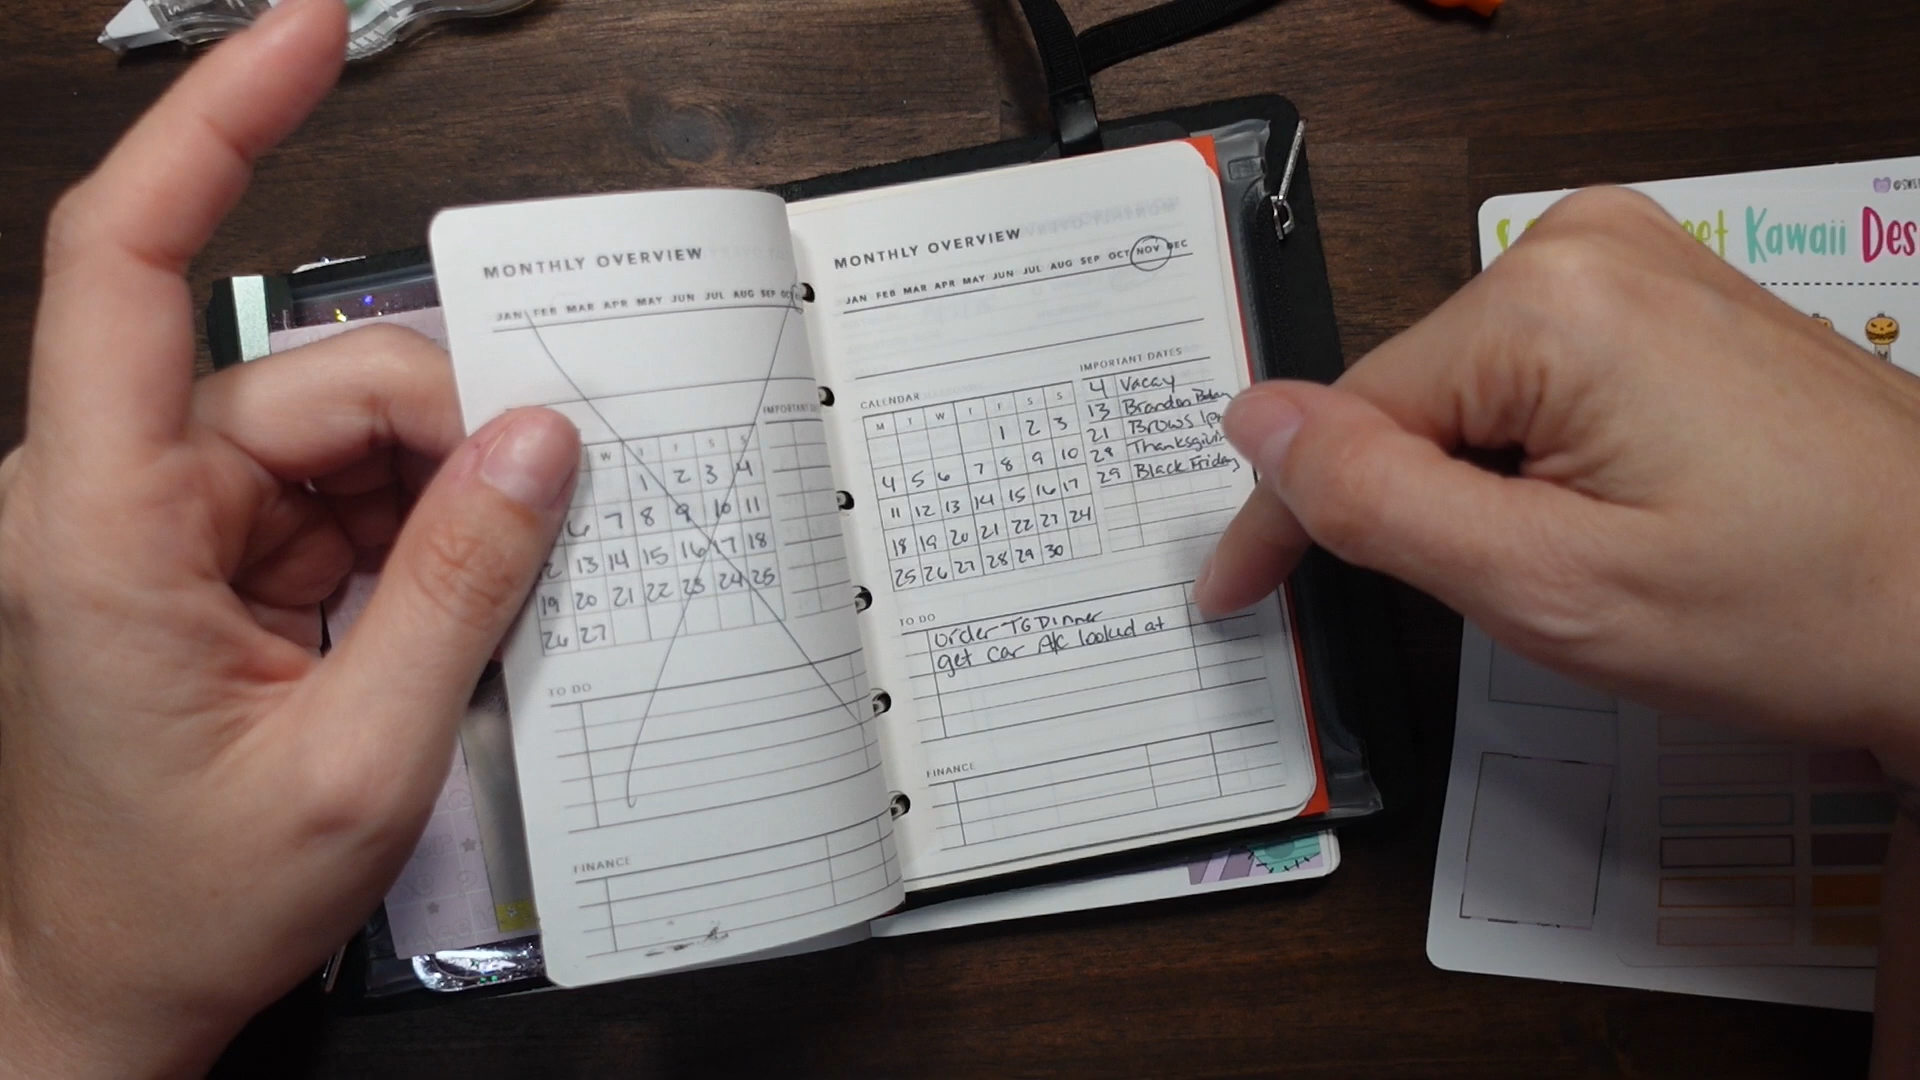 MONTHLY OVERVIEW
JAN FEB MAR APR MAY JUN JUL AUG SEP
W T F S S
1 2 3 4
6 7 8 9 10 11
13 14 15 16 17 18
19 20 21 22 23 24 25
26 27
TO DO
FINANCE
MONTHLY OVERVIEW
JAN FEB MAR APR MAY JUN JUL AUG SEP OCT NOV DEC
CALENDAR
M T W T F S S
1 2 3
4 5 6 7 8 9 10
11 12 13 14 15 16 17
18 19 20 21 22 23 24
25 26 27 28 29 30
IMPORTANT DATES
4 Vacay
13 Brandon Bday
21 Brows
28 Thanksgivin
29 Black Friday
TO DO
order TG Dinner
get car A/C looked at
FINANCE
Kawaii Des